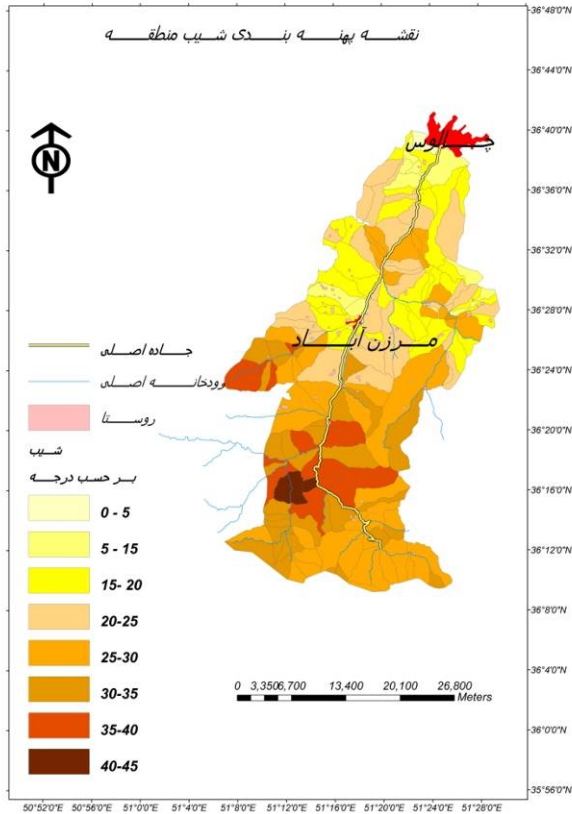 نقشه پهنه بندی شیب منطقه
36°48'0"N
36°44'0"N
36°40'0"N
36°36'0"N
36°32'0"N
36°28'0"N
36°24'0"N
36°20'0"N
36°16'0"N
36°12'0"N
36°8'0"N
36°4'0"N
36°0'0"N
35°56'0"N
N
چالوس
مرزن آباد
جاده اصلی
رودخانه اصلی
روستا
شیب
بر حسب درجه
0 - 5
5 - 15
15- 20
20-25
25-30
30-35
35-40
40-45
0 3,350 6,700 13,400 20,100 26,800
Meters
50°52'0"E 50°56'0"E 51°0'0"E 51°4'0"E 51°8'0"E 51°12'0"E 51°16'0"E 51°20'0"E 51°24'0"E 51°28'0"E